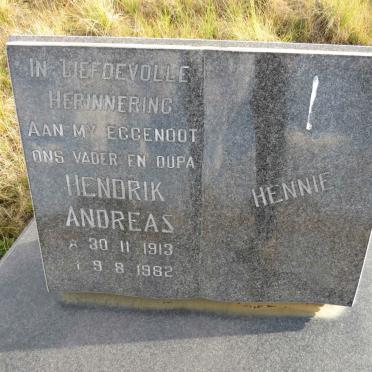 IN LIEFDEVOLLE
HERINNERING
AAN MY EGGENOOT
ONS VADER EN OUPA
HENDRIK
ANDREAS
* 30 11 1913
† 9 8 1982
HENNIE